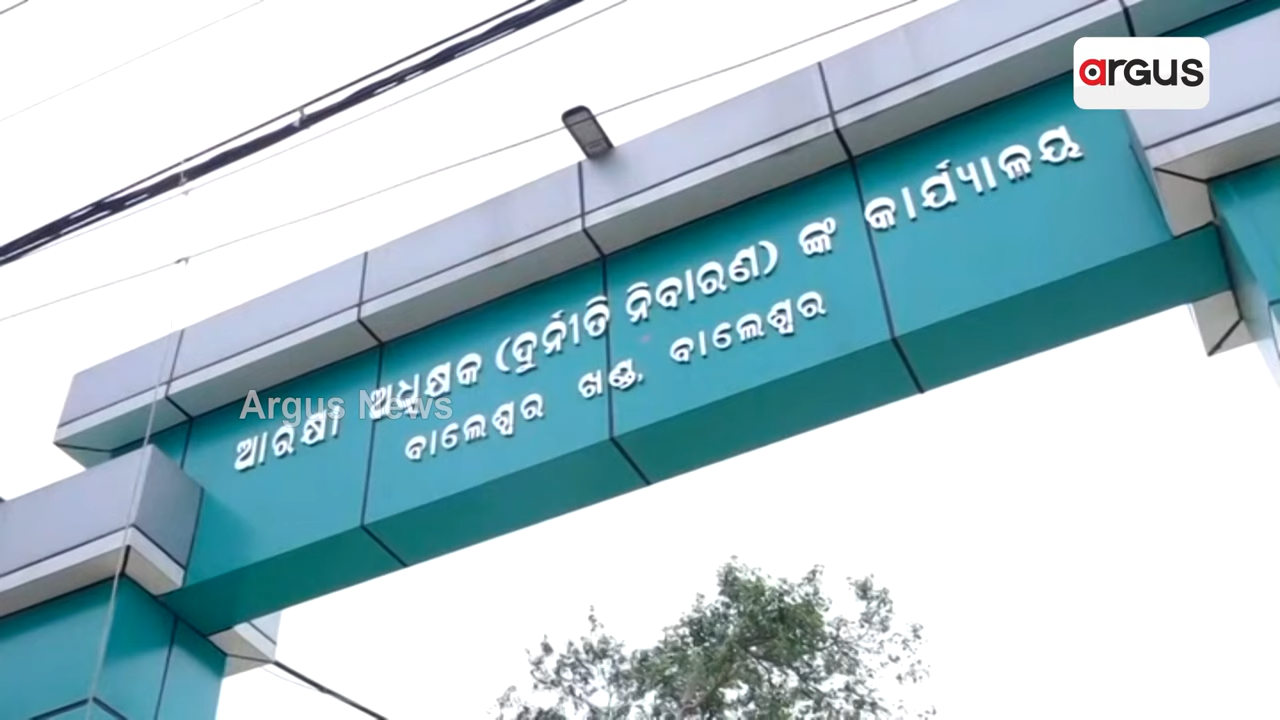 argus
ଆରକ୍ଷୀ ଅଧିକ୍ଷକ (ଦୁର୍ନୀତି ନିବାରଣ) ଙ୍କ କାର୍ଯ୍ୟାଳୟ
ବାଲେଶ୍ୱର ଖଣ୍ଡ, ବାଲେଶ୍ୱର
Argus News